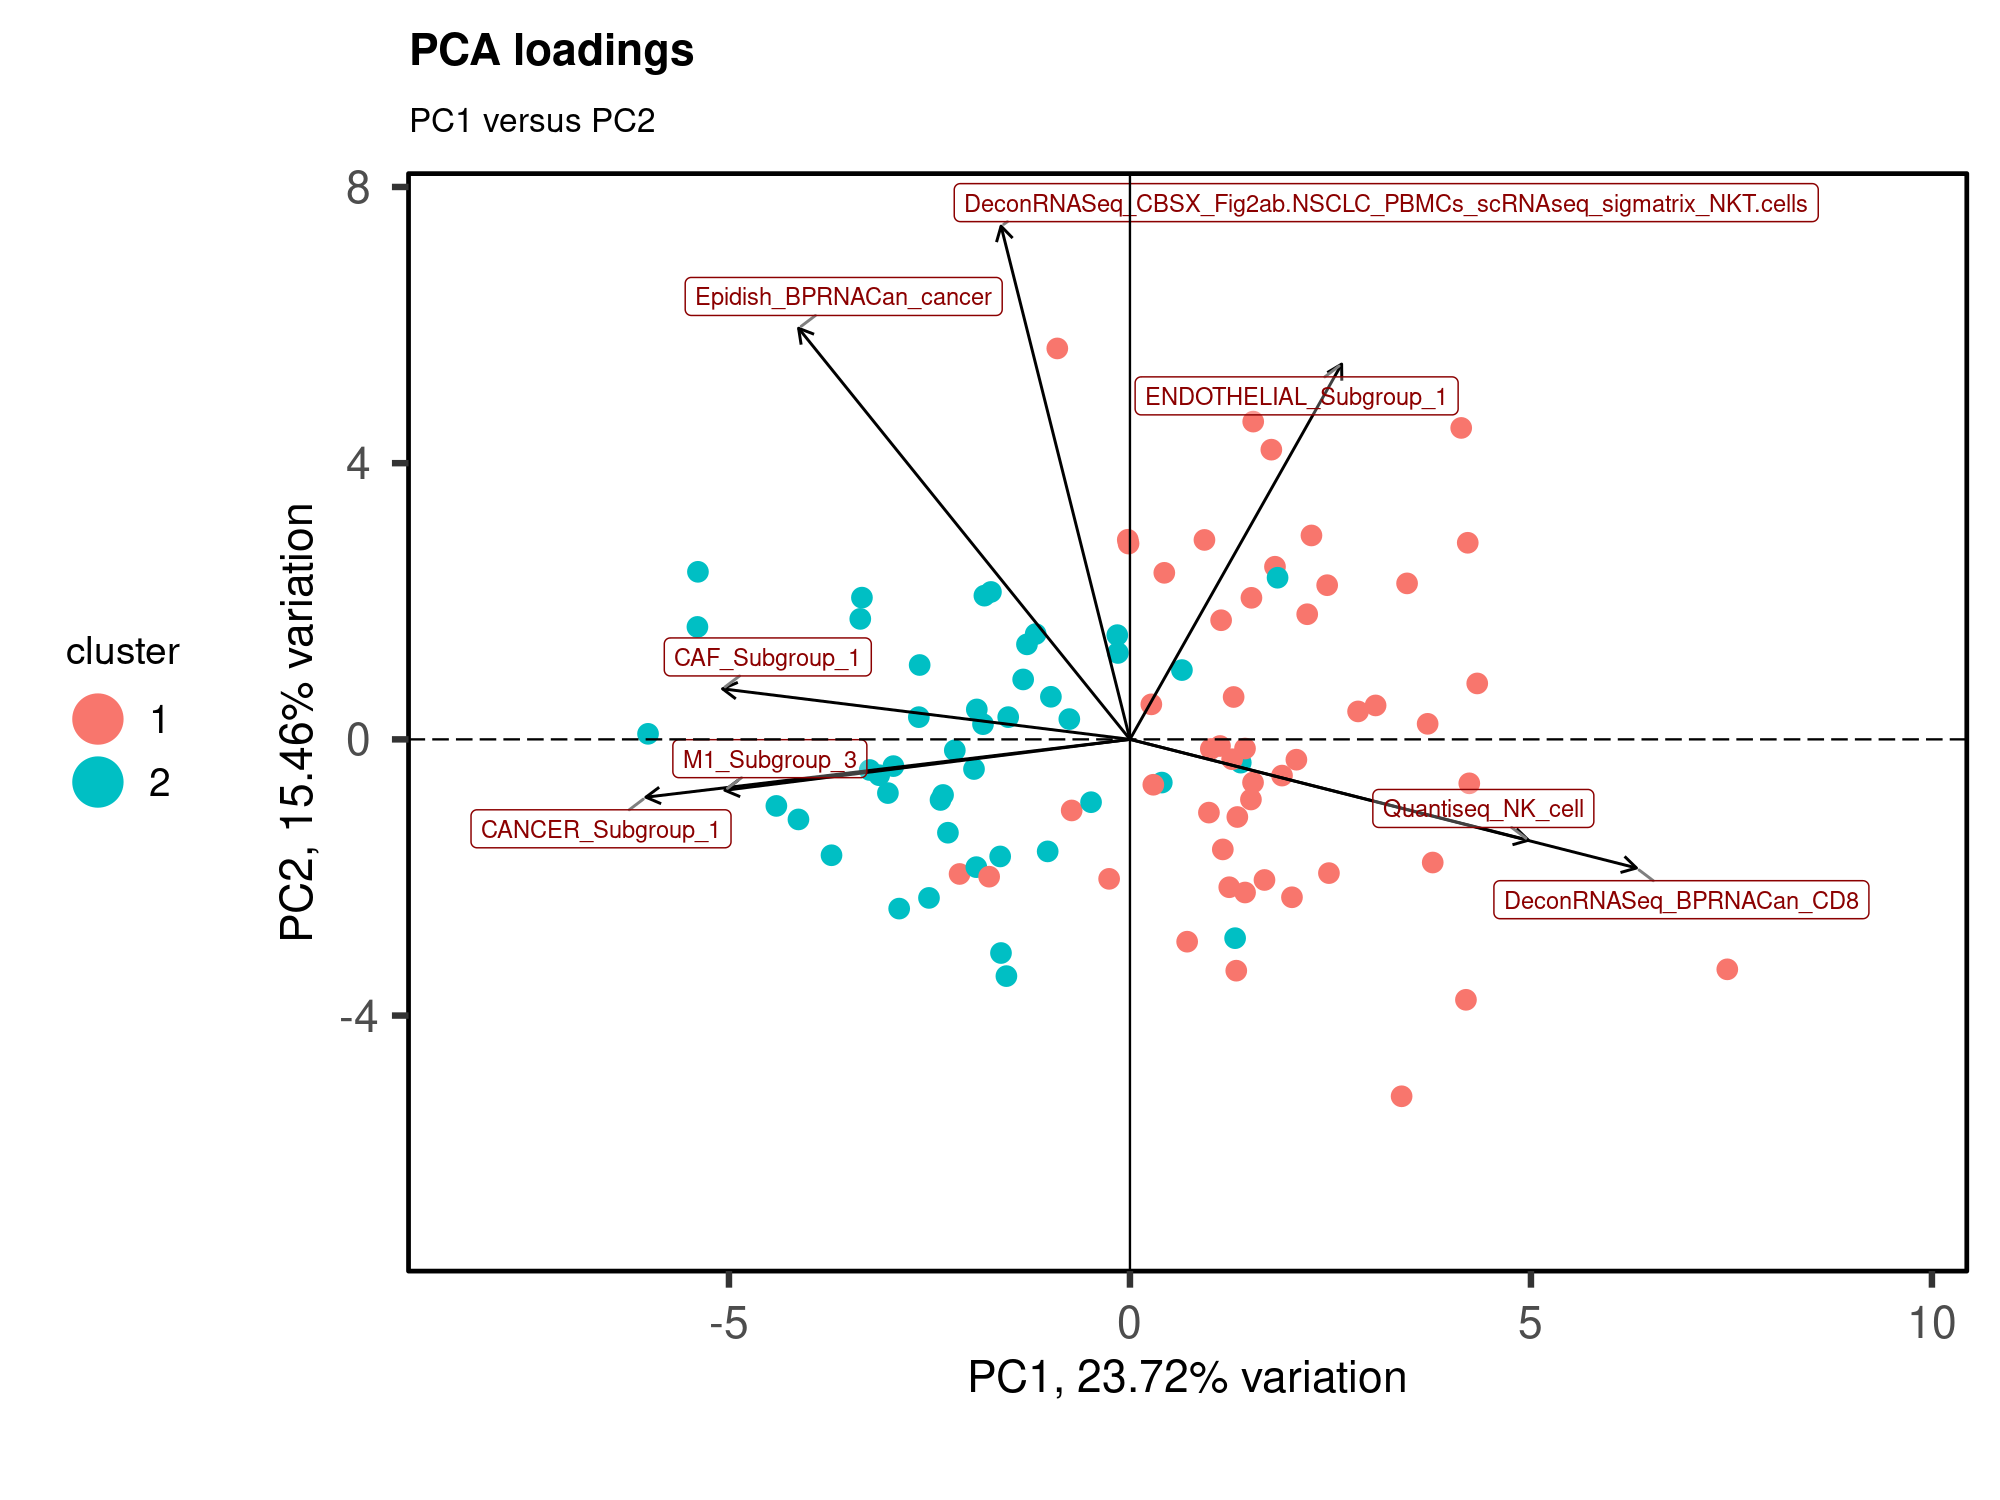 PCA loadings
PC1 versus PC2
8
4
0
-4
PC2, 15.46% variation
DeconRNASeq_CBSX_Fig2ab.NSCLC_PBMCs_scRNAseq_sigmatrix_NKT.cells
Epidish_BPRNACan_cancer
ENDOTHELIAL_Subgroup_1
CAF_Subgroup_1
M1_Subgroup_3
CANCER_Subgroup_1
Quantiseq_NK_cell
DeconRNASeq_BPRNACan_CD8
cluster
1
2
-5
0
5
10
PC1, 23.72% variation